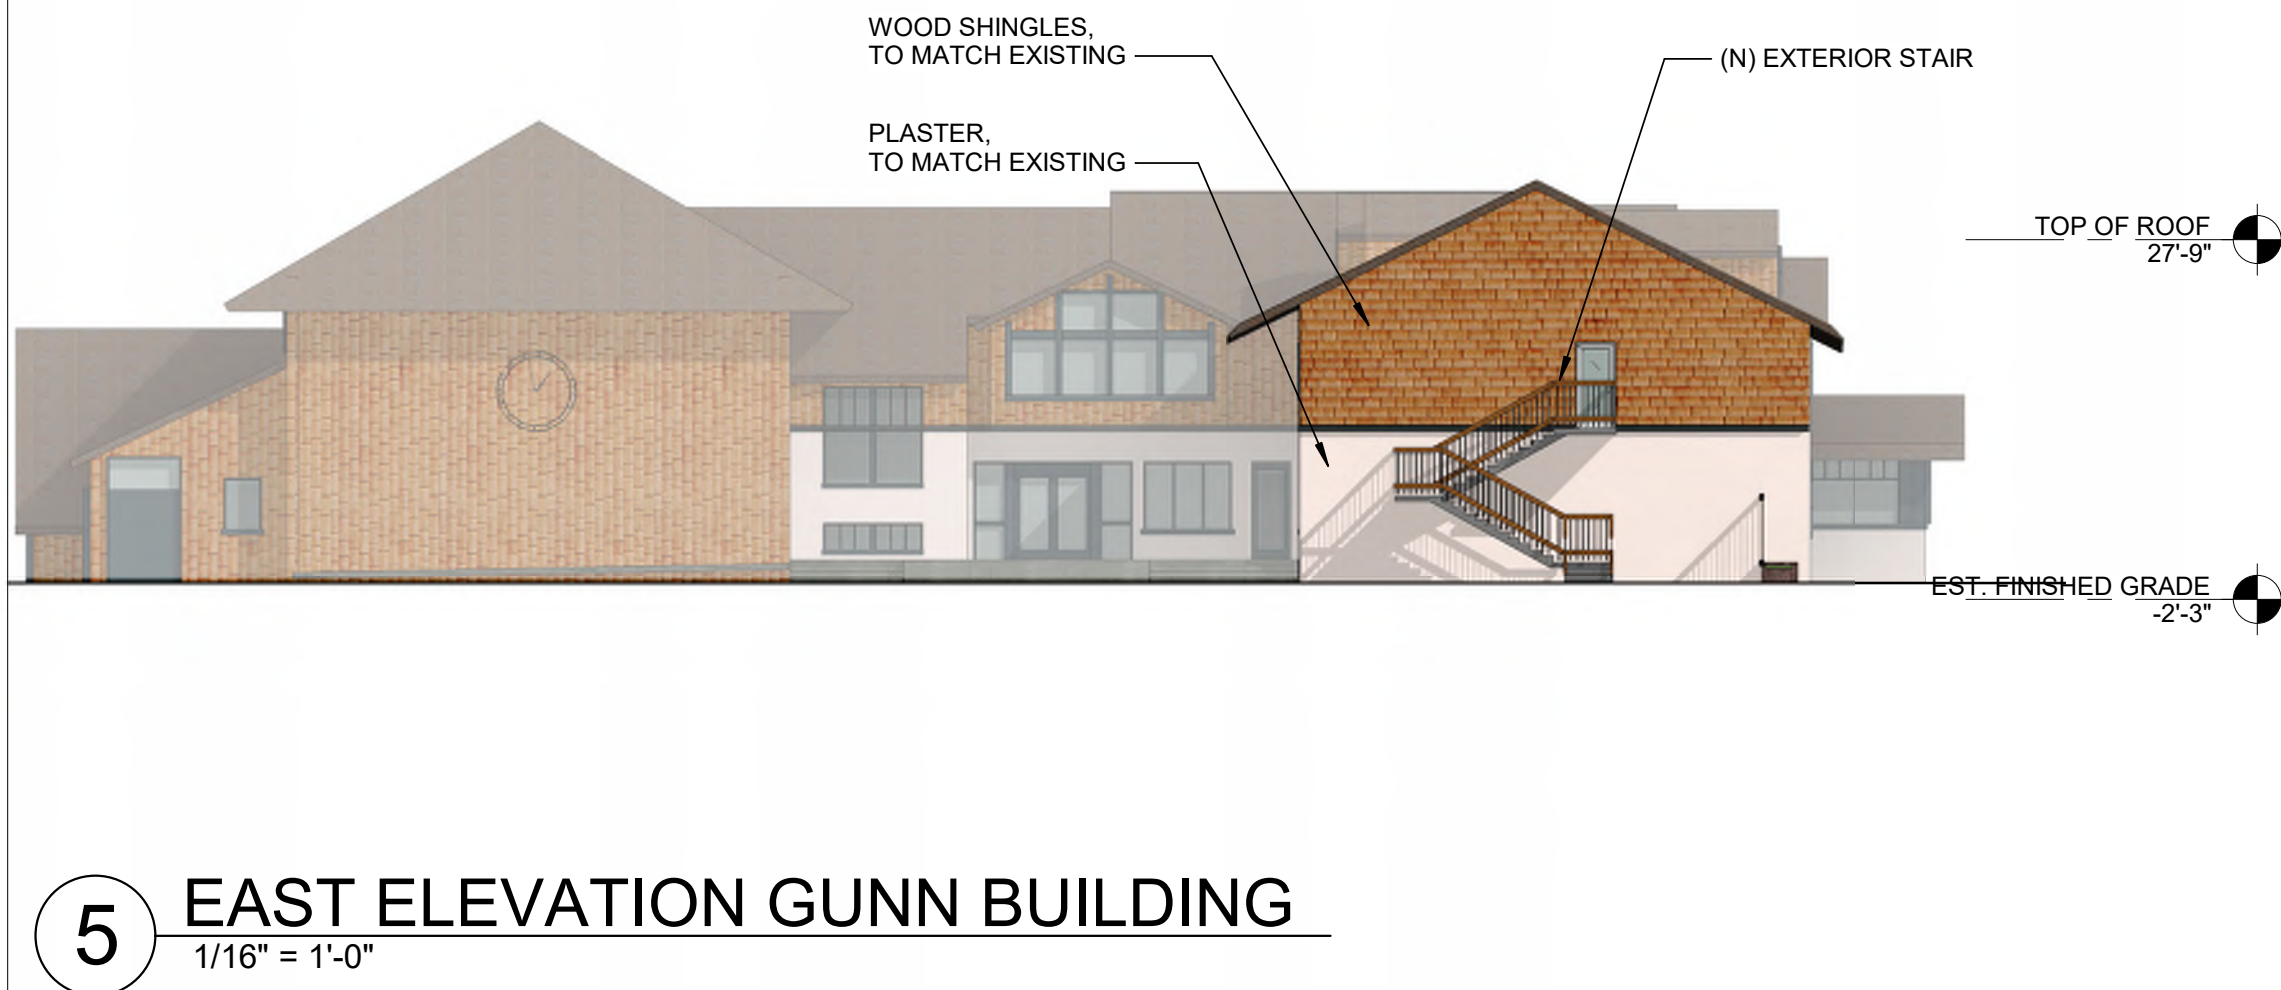 WOOD SHINGLES,
TO MATCH EXISTING
(N) EXTERIOR STAIR
PLASTER,
TO MATCH EXISTING
TOP OF ROOF
27'-9"
EST. FINISHED GRADE
-2'-3"
5
EAST ELEVATION GUNN BUILDING
1/16" = 1'-0"